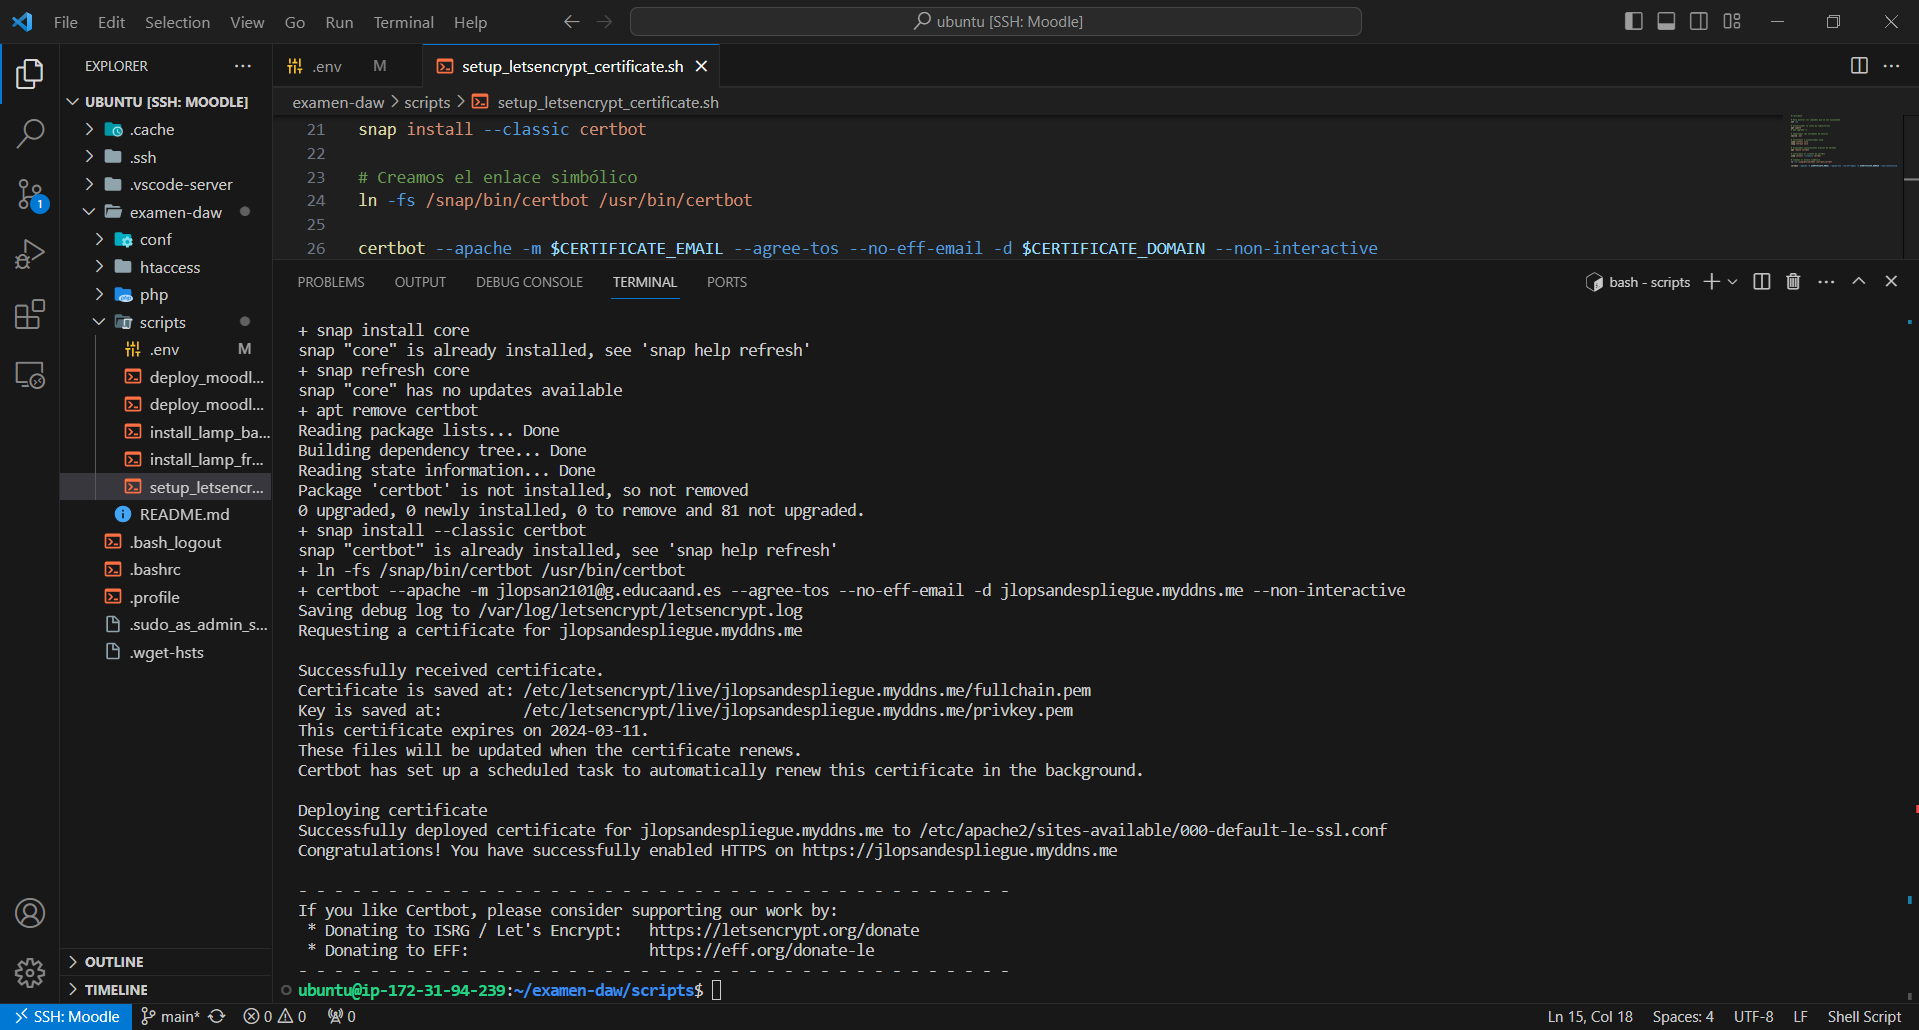 File Edit Selection View Go Run Terminal Help
ubuntu [SSH: Moodle]
EXPLORER
UBUNTU [SSH: MOODLE]
.cache
.ssh
.vscode-server
examen-daw
conf
htaccess
php
scripts
.env M
deploy_moodl...
deploy_moodl...
install_lamp_ba...
install_lamp_fr...
setup_letsencr...
README.md
.bash_logout
.bashrc
.profile
.sudo_as_admin_s...
.wget-hsts
OUTLINE
TIMELINE
1
.env M
setup_letsencrypt_certificate.sh
examen-daw > scripts > setup_letsencrypt_certificate.sh
21 snap install --classic certbot
22
23 # Creamos el enlace simbólico
24 ln -fs /snap/bin/certbot /usr/bin/certbot
25
26 certbot --apache -m $CERTIFICATE_EMAIL --agree-tos --no-eff-email -d $CERTIFICATE_DOMAIN --non-interactive
PROBLEMS OUTPUT DEBUG CONSOLE TERMINAL PORTS
bash - scripts
+ snap install core
snap "core" is already installed, see 'snap help refresh'
+ snap refresh core
snap "core" has no updates available
+ apt remove certbot
Reading package lists... Done
Building dependency tree... Done
Reading state information... Done
Package 'certbot' is not installed, so not removed
0 upgraded, 0 newly installed, 0 to remove and 81 not upgraded.
+ snap install --classic certbot
snap "certbot" is already installed, see 'snap help refresh'
+ ln -fs /snap/bin/certbot /usr/bin/certbot
+ certbot --apache -m jlopsan2101@g.educaand.es --agree-tos --no-eff-email -d jlopsandespliegue.myddns.me --non-interactive
Saving debug log to /var/log/letsencrypt/letsencrypt.log
Requesting a certificate for jlopsandespliegue.myddns.me
Successfully received certificate.
Certificate is saved at: /etc/letsencrypt/live/jlopsandespliegue.myddns.me/fullchain.pem
Key is saved at: /etc/letsencrypt/live/jlopsandespliegue.myddns.me/privkey.pem
This certificate expires on 2024-03-11.
These files will be updated when the certificate renews.
Certbot has set up a scheduled task to automatically renew this certificate in the background.
Deploying certificate
Successfully deployed certificate for jlopsandespliegue.myddns.me to /etc/apache2/sites-available/000-default-le-ssl.conf
Congratulations! You have successfully enabled HTTPS on https://jlopsandespliegue.myddns.me
- - - - - - - - - - - - - - - - - - - - - - - - - - - - - - - - - - - - - - - -
If you like Certbot, please consider supporting our work by:
* Donating to ISRG / Let's Encrypt: https://letsencrypt.org/donate
* Donating to EFF: https://eff.org/donate-le
- - - - - - - - - - - - - - - - - - - - - - - - - - - - - - - - - - - - - - - -
ubuntu@ip-172-31-94-239:~/examen-daw/scripts$
SSH: Moodle main* 0 0 0
Ln 15, Col 18 Spaces: 4 UTF-8 LF Shell Script